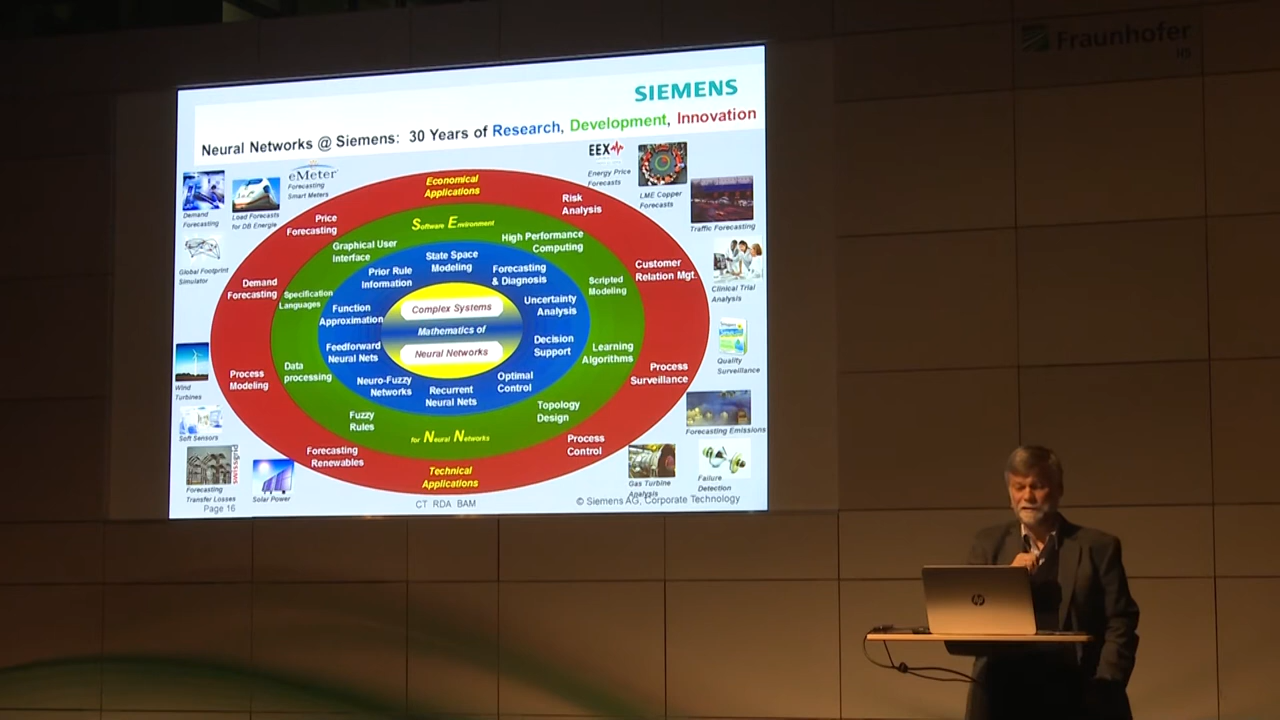 Fraunhofer
IIS
SIEMENS
Neural Networks @ Siemens: 30 Years of Research, Development, Innovation
eMeter
Forecasting
Smart Meters
Demand
Forecasting
Load Forecasts
for DB Energie
Global Footprint
Simulator
Wind
Turbines
Soft Sensors
swissgrid
Forecasting
Transfer Losses
Solar Power
EEX
Energy Price
Forecasts
LME Copper
Forecasts
Traffic Forecasting
Clinical Trial
Analysis
Quality
Surveillance
Forecasting Emissions
Gas Turbine
Analysis
Failure
Detection
Economical
Applications
Risk
Analysis
Customer
Relation Mgt.
Process
Surveillance
Process
Control
Technical
Applications
Forecasting
Renewables
Process
Modeling
Demand
Forecasting
Price
Forecasting
Software Environment
High Performance
Computing
Scripted
Modeling
Learning
Algorithms
Topology
Design
for Neural Networks
Fuzzy
Rules
Data
processing
Specification
Languages
Graphical User
Interface
State Space
Modeling
Forecasting
& Diagnosis
Uncertainty
Analysis
Decision
Support
Optimal
Control
Recurrent
Neural Nets
Neuro-Fuzzy
Networks
Feedforward
Neural Nets
Function
Approximation
Prior Rule
Information
Complex Systems
Mathematics of
Neural Networks
Page 16
CT RDA BAM
© Siemens AG, Corporate Technology
hp